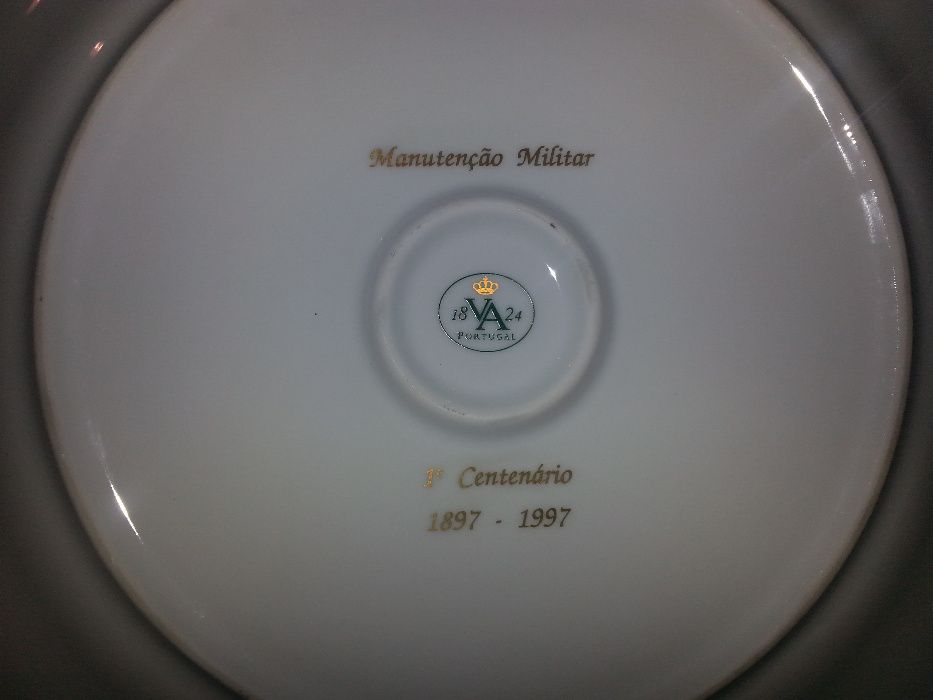 Manutenção Militar
18 VA 24
PORTUGAL
1º Centenário
1897 - 1997